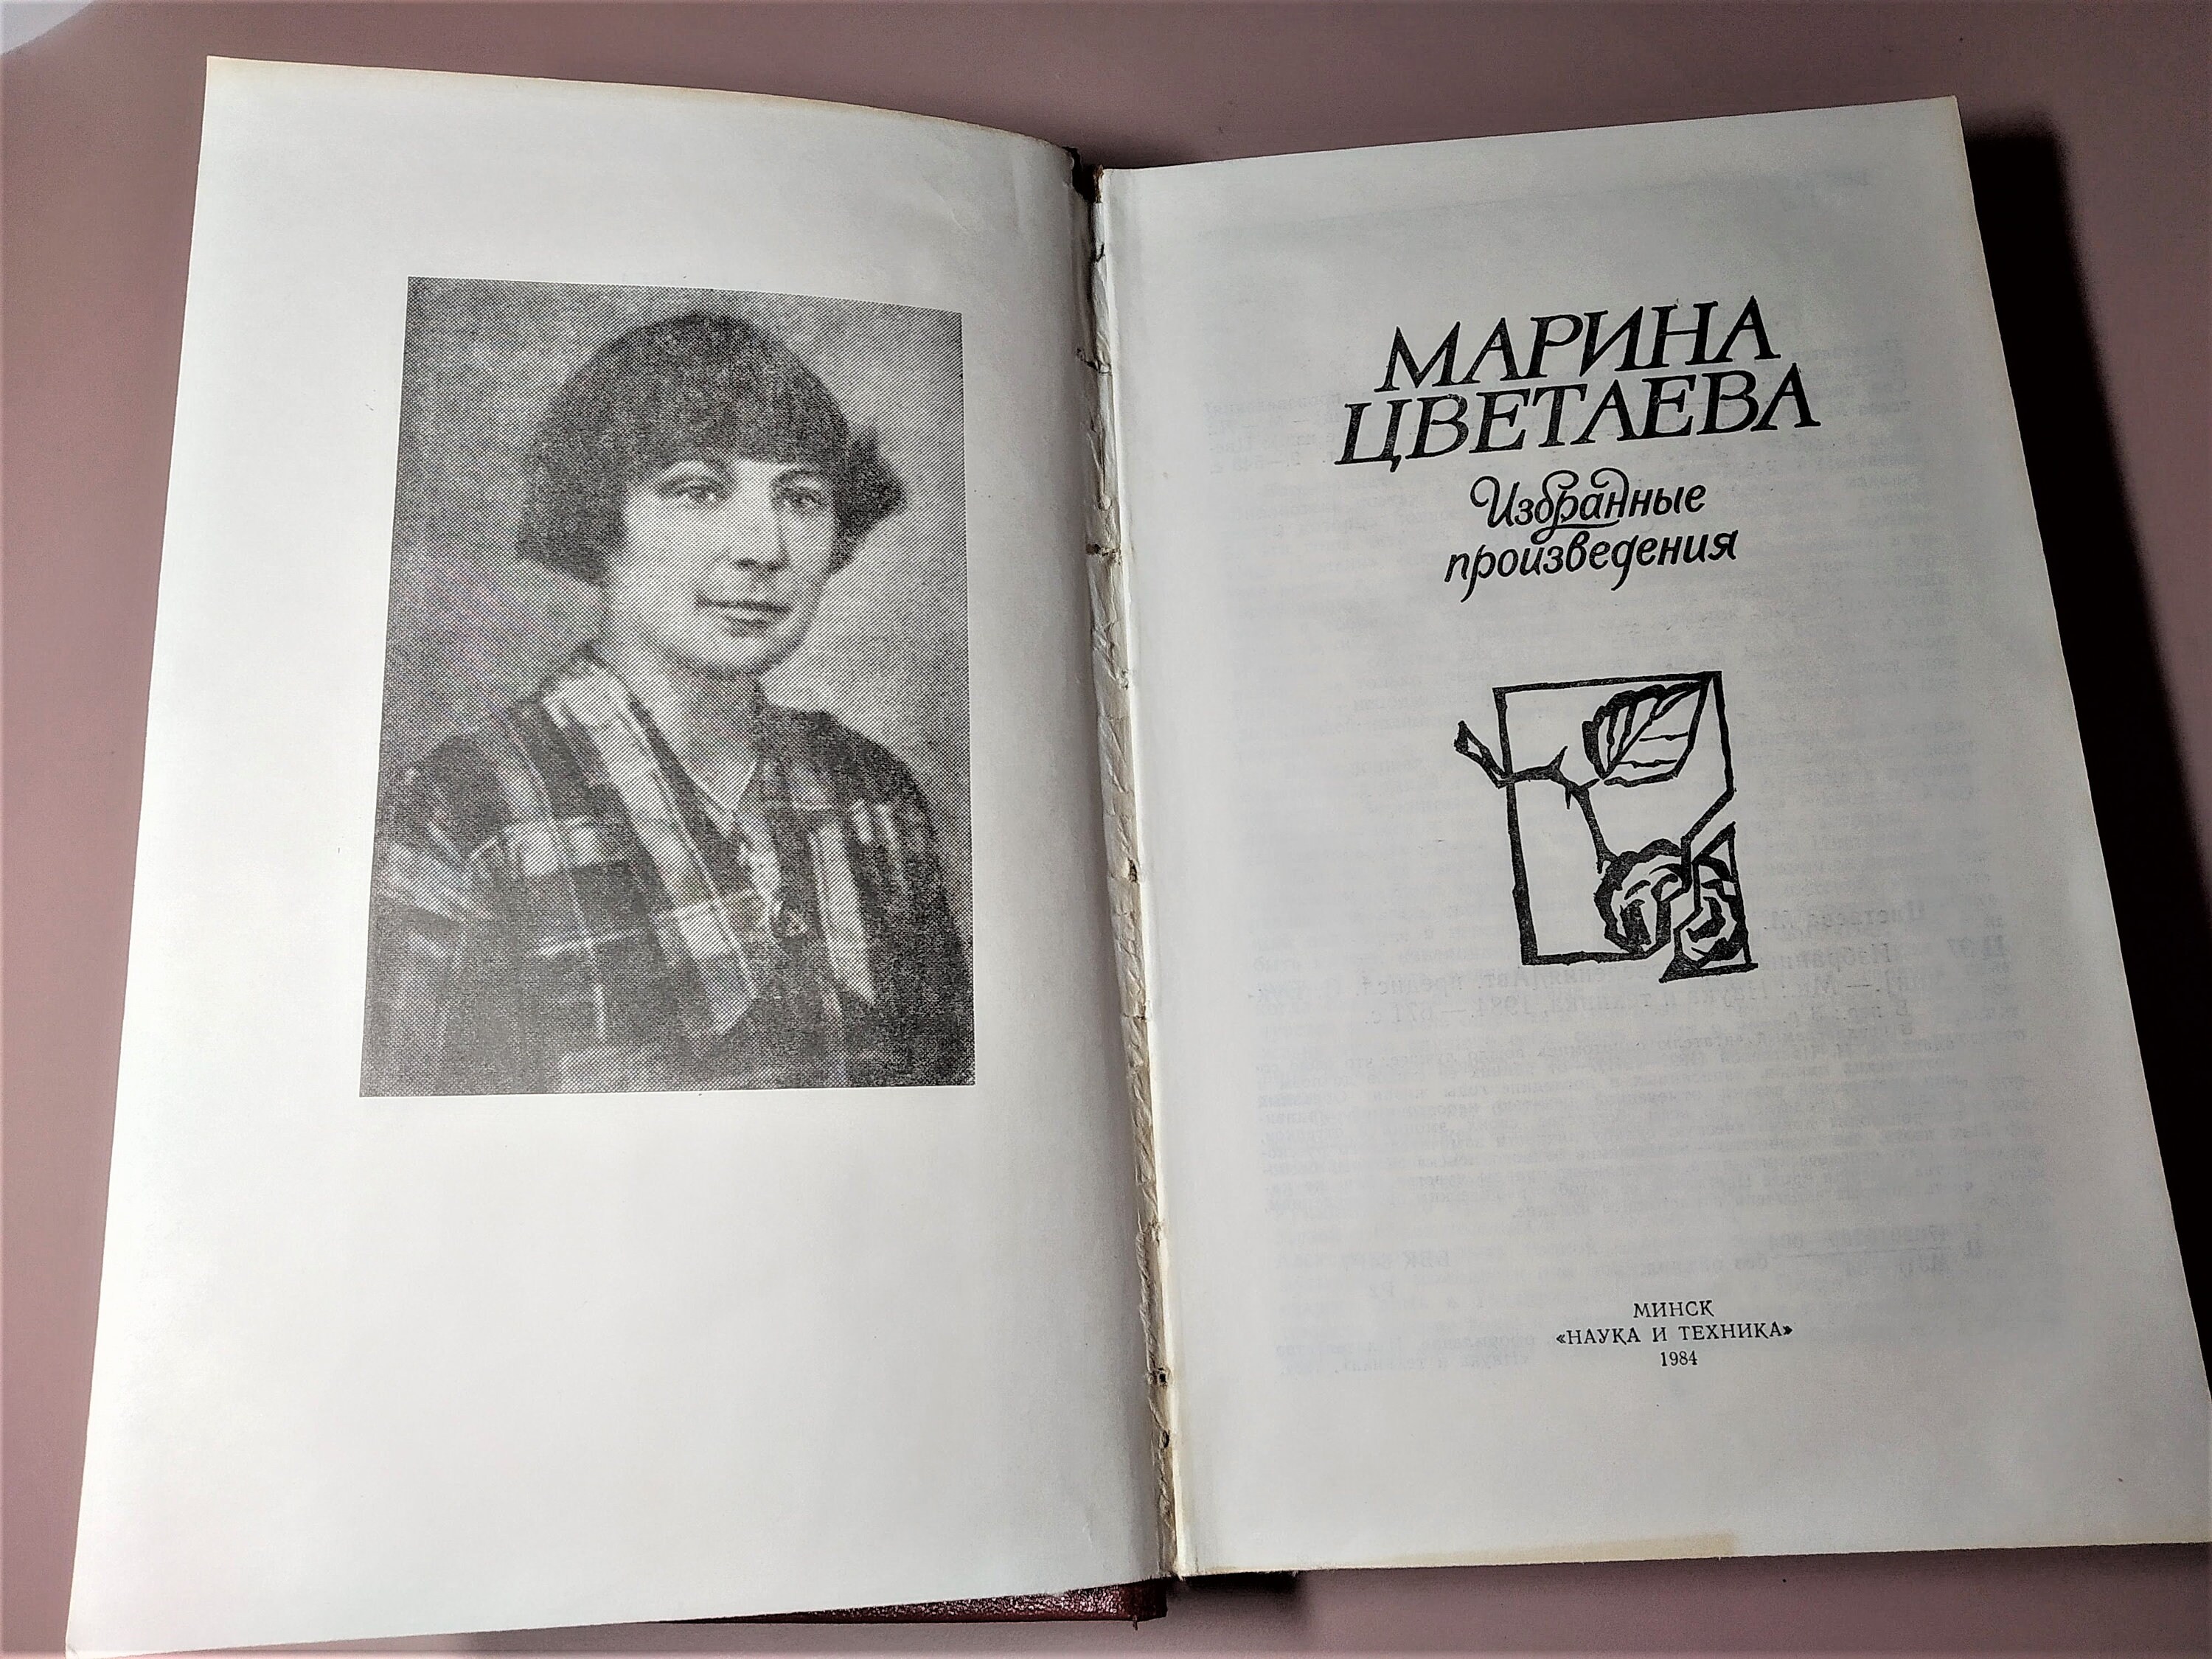 МАРИНА
ЦВЕТАЕВА
Избранные
произведения
МИНСК
«НАУКА И ТЕХНИКА»
1984